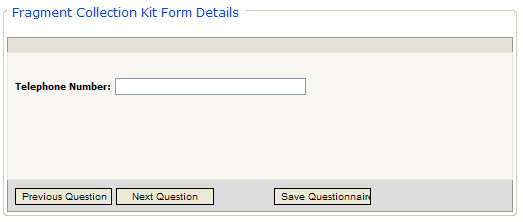 Fragment Collection Kit Form Details
Telephone Number:
Previous Question Next Question Save Questionnaire